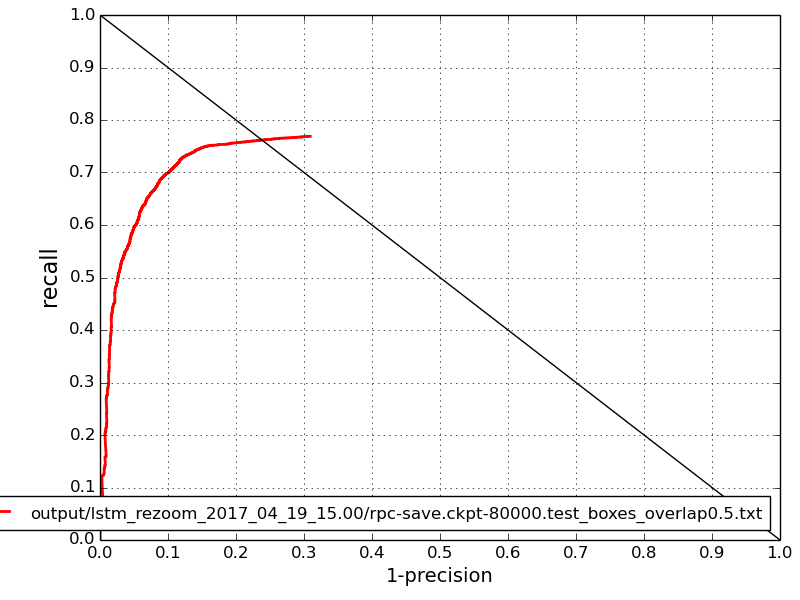 1.0
0.9
0.8
0.7
0.6
0.5
0.4
0.3
0.2
0.1
0.0
recall
output/lstm_rezoom_2017_04_19_15.00/rpc-save.ckpt-80000.test_boxes_overlap0.5.txt
0.0 0.1 0.2 0.3 0.4 0.5 0.6 0.7 0.8 0.9 1.0
1-precision